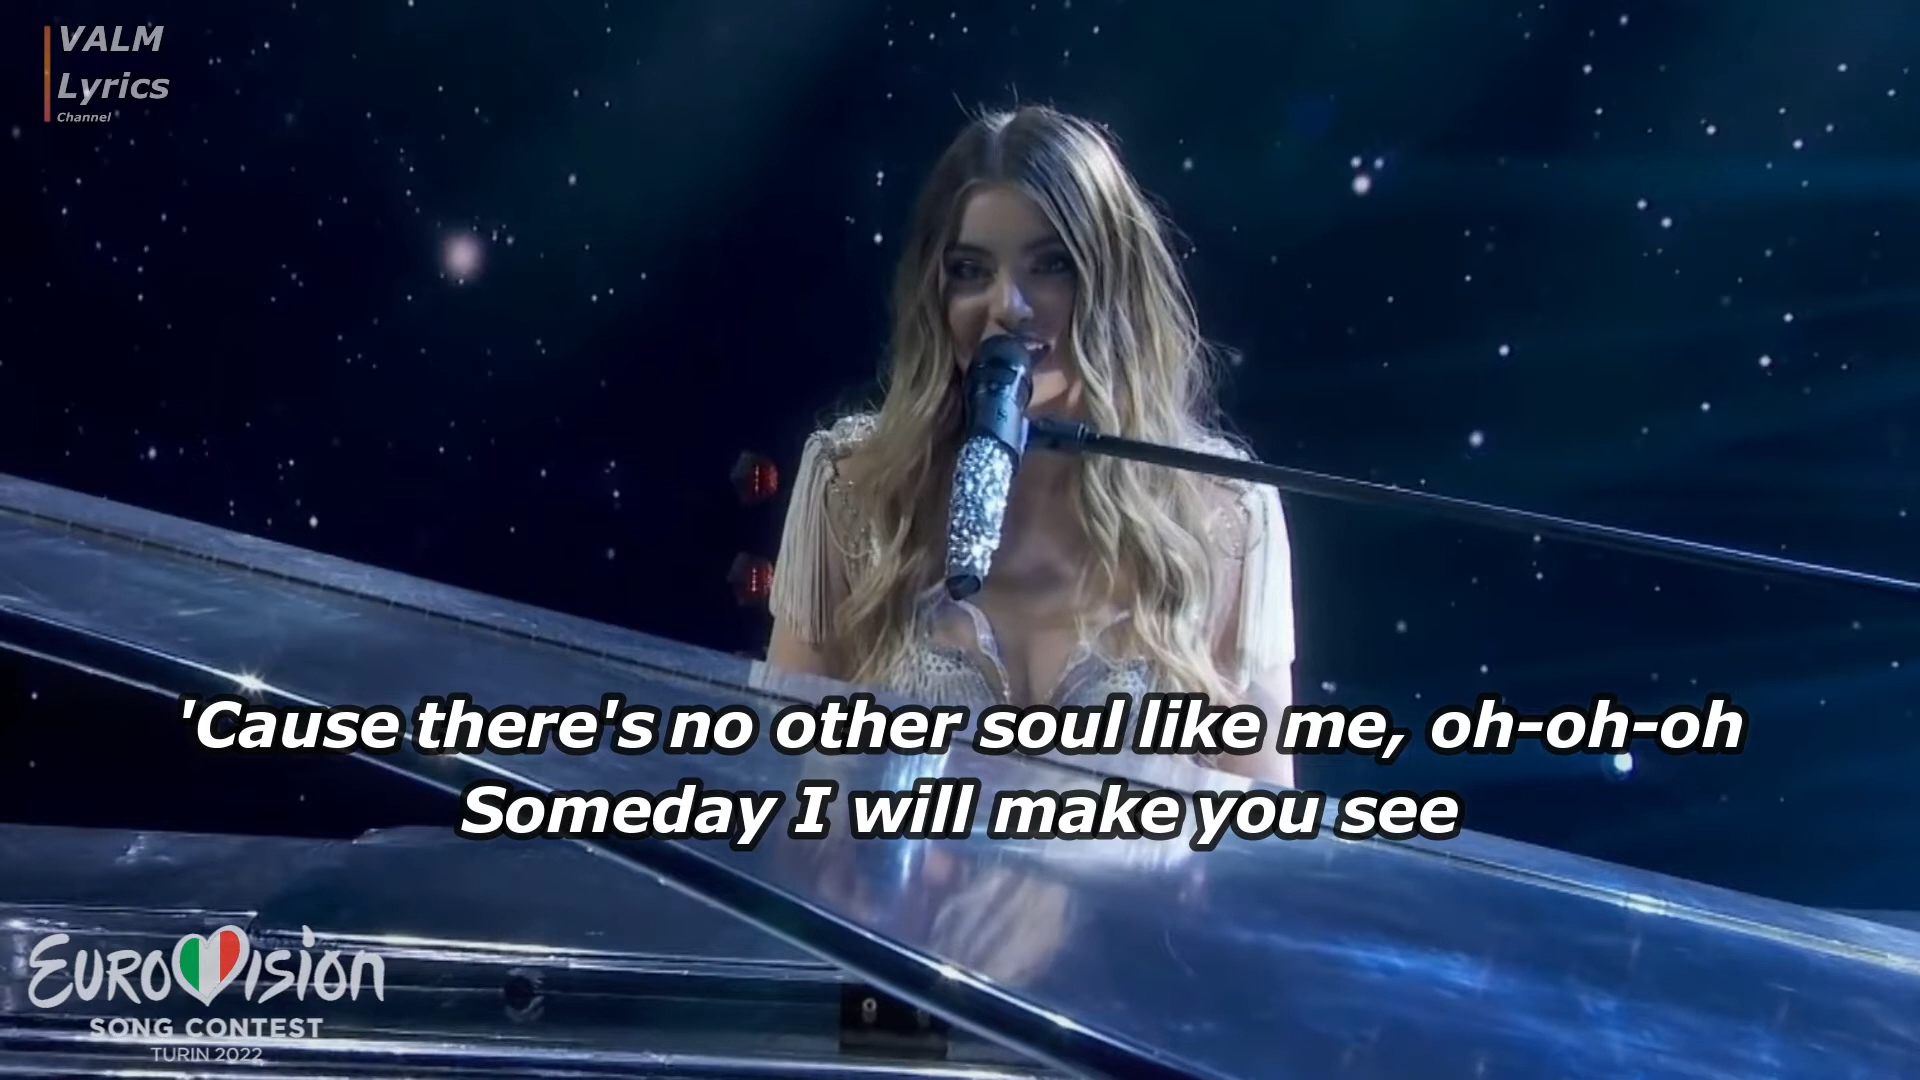 VALM
Lyrics
Channel
'Cause there's no other soul like me, oh-oh-oh
Someday I will make you see
EUROVISION
SONG CONTEST
TURIN 2022